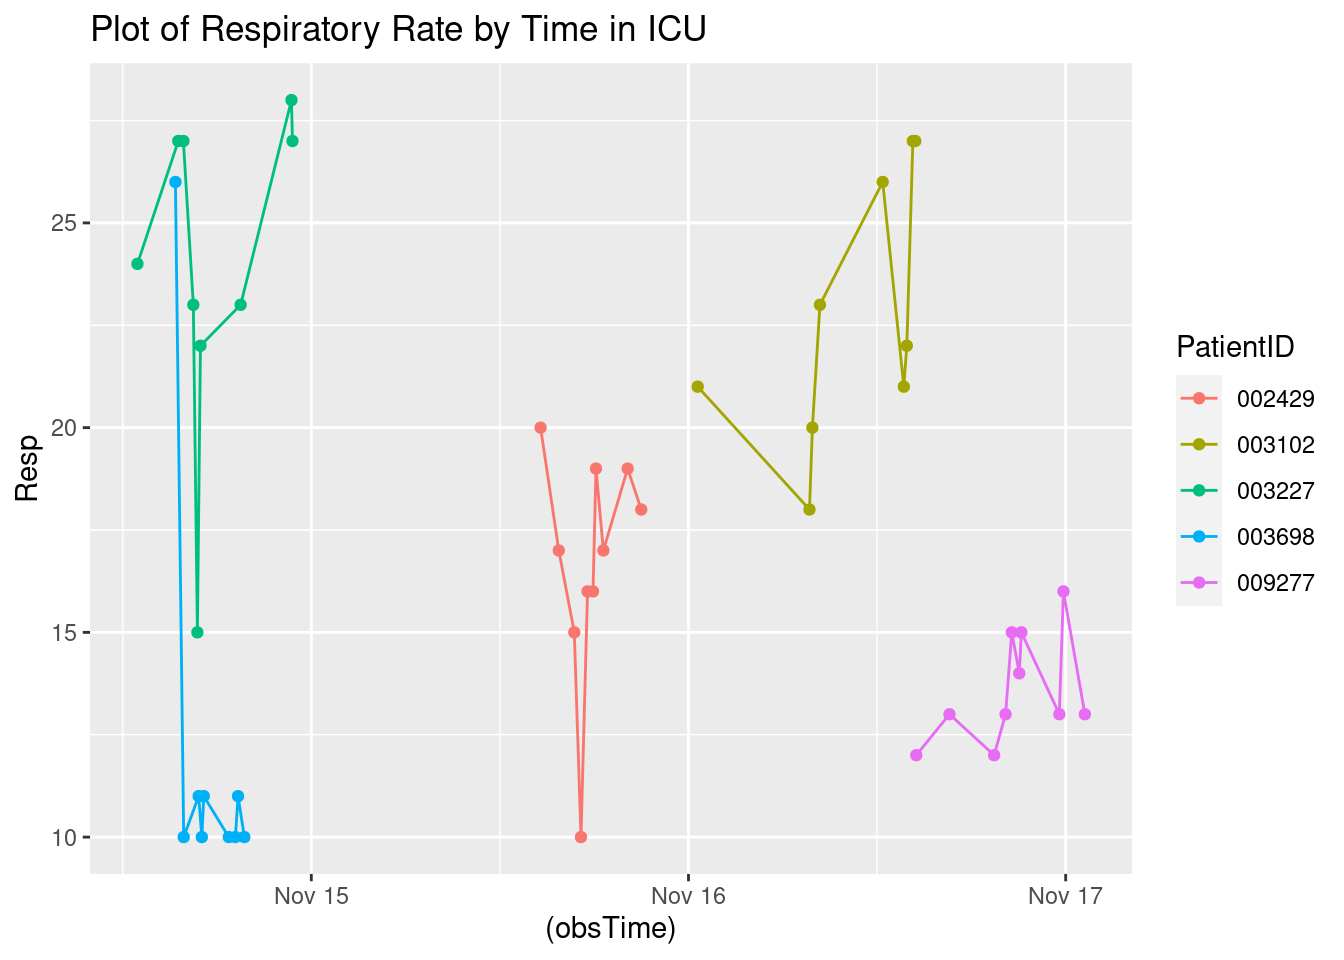 Plot of Respiratory Rate by Time in ICU
25
20
15
10
Resp
Nov 15
Nov 16
Nov 17
(obsTime)
PatientID
002429
003102
003227
003698
009277